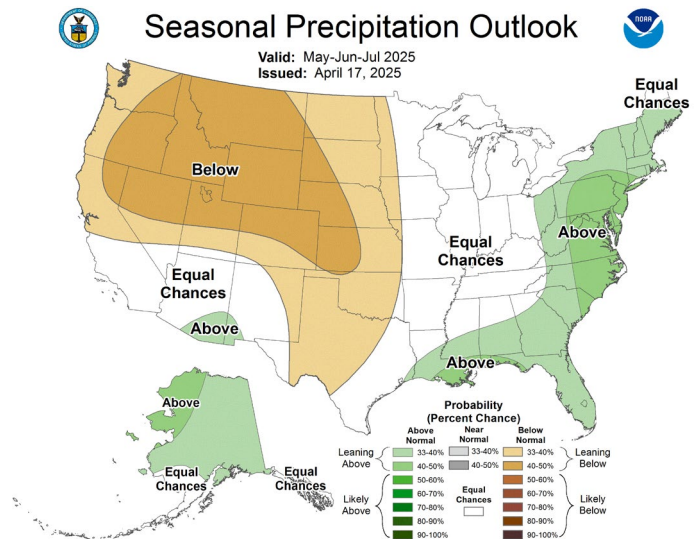 Seasonal Precipitation Outlook
NOAA
Valid: May-Jun-Jul 2025
Issued: April 17, 2025
Equal
Chances
Below
Above
Equal
Chances
Equal
Chances
Above
Above
Above
Equal
Chances
Equal
Chances
Probability
(Percent Chance)
Above
Normal
Near
Normal
Below
Normal
Leaning
Above
33-40%
33-40%
33-40%
Leaning
Below
40-50%
40-50%
40-50%
Likely
Above
50-60%
60-70%
70-80%
80-90%
90-100%
Equal
Chances
50-60%
60-70%
70-80%
80-90%
90-100%
Likely
Below